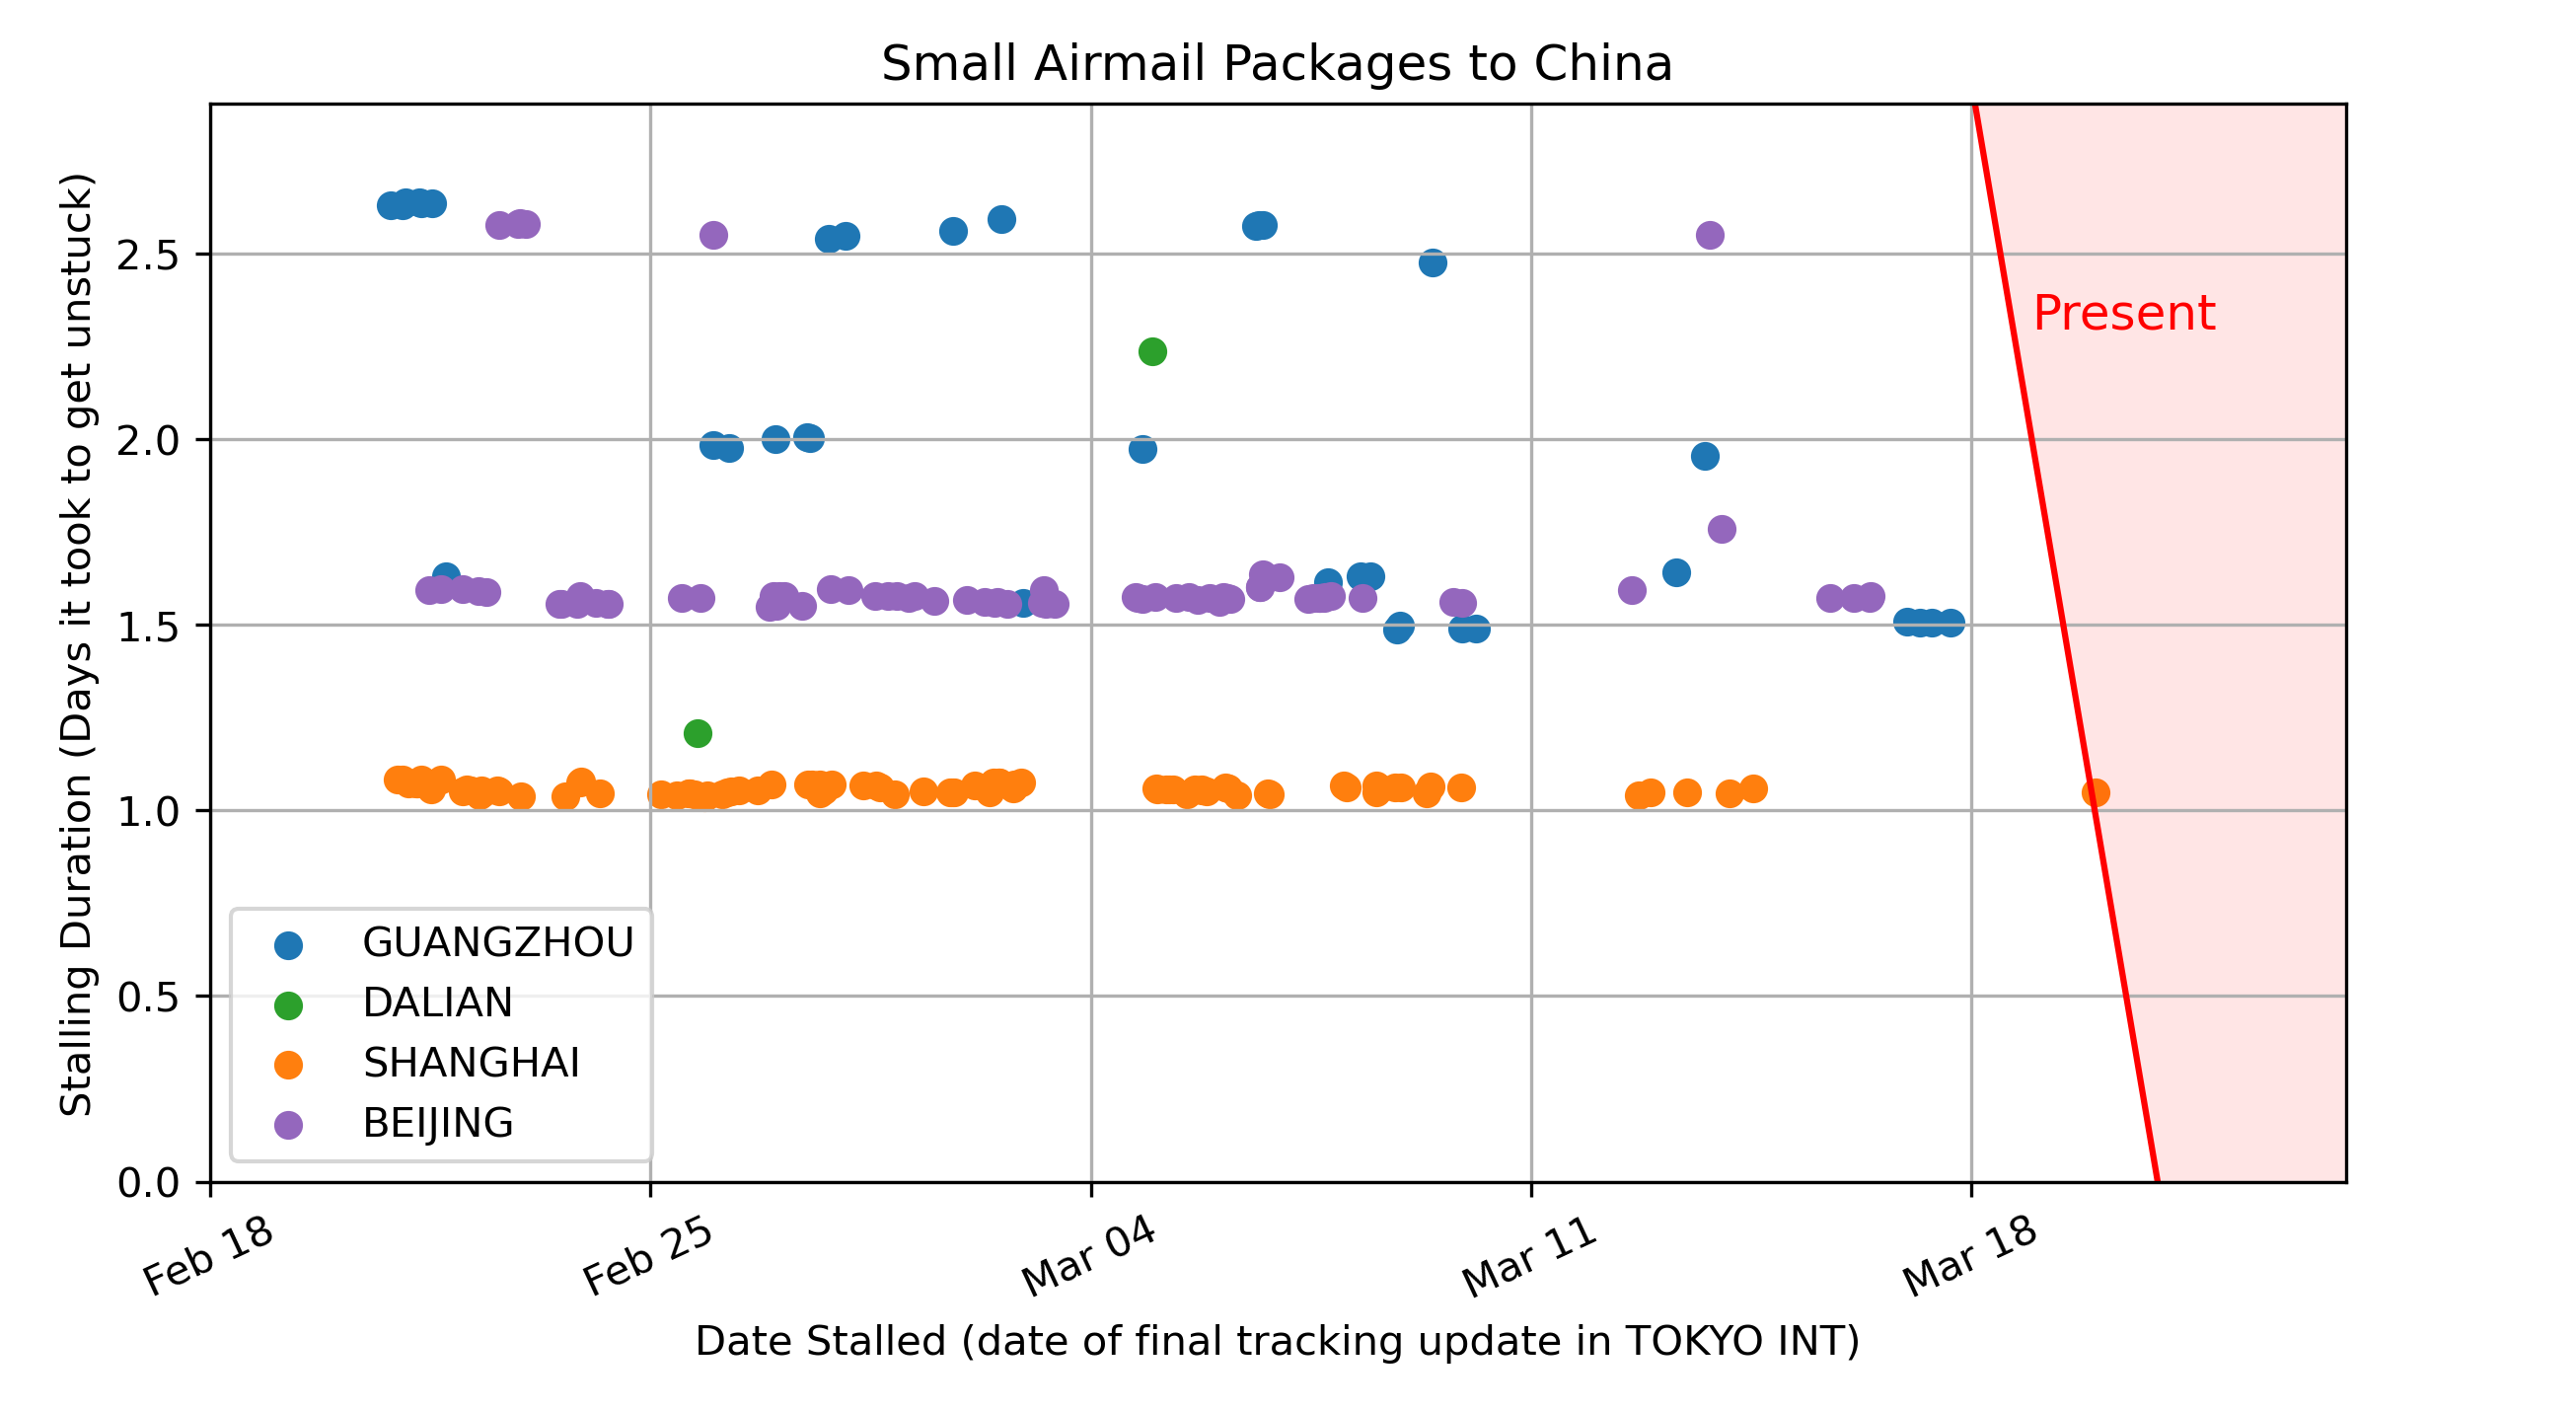 Small Airmail Packages to China
Stalling Duration (Days it took to get unstuck)
2.5
2.0
1.5
1.0
0.5
0.0
Present
GUANGZHOU
DALIAN
SHANGHAI
BEIJING
Feb 18
Feb 25
Mar 04
Mar 11
Mar 18
Date Stalled (date of final tracking update in TOKYO INT)